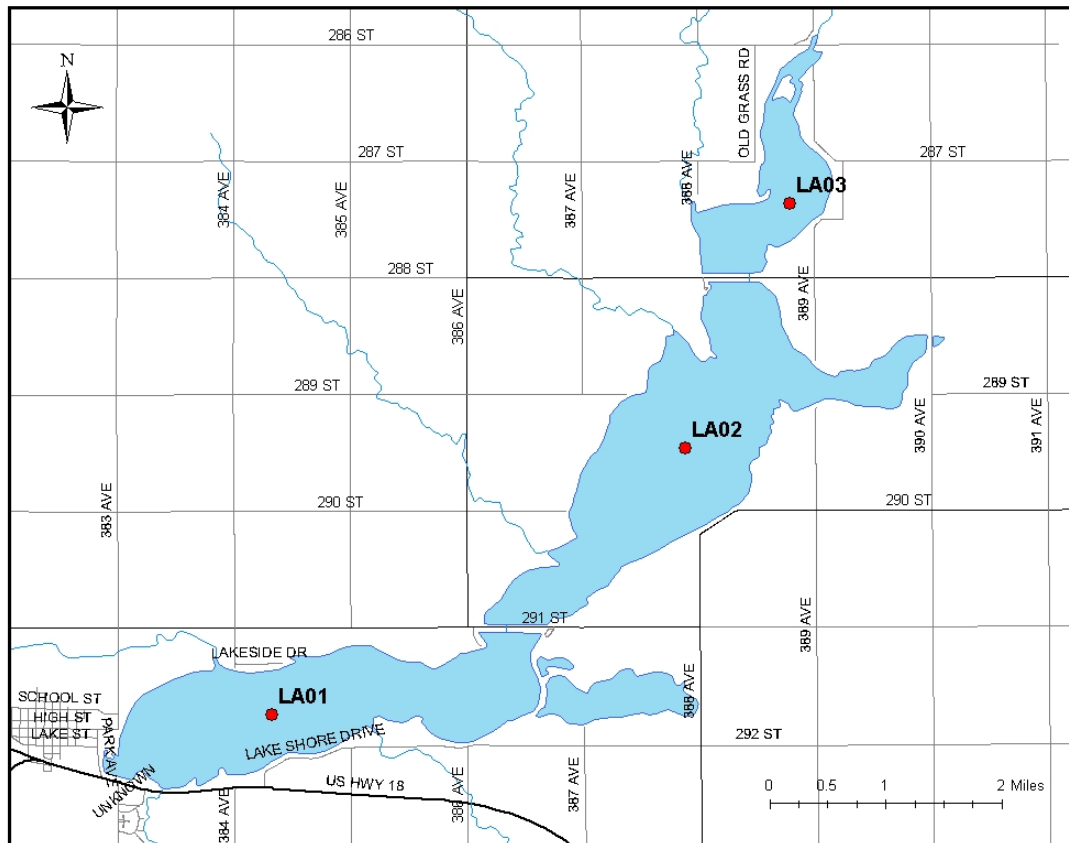 286 ST
N
OLD GRASS RD
287 ST
287 ST
384 AVE
385 AVE
387 AVE
388 AVE
LA03
288 ST
386 AVE
389 AVE
289 ST
289 ST
390 AVE
391 AVE
LA02
383 AVE
290 ST
290 ST
291 ST
389 AVE
LAKESIDE DR
SCHOOL ST
HIGH ST
LAKE ST
PARK AVE
LA01
388 AVE
LAKE SHORE DRIVE
292 ST
UNKNOWN
US HWY 18
384 AVE
386 AVE
387 AVE
0 0.5 1 2 Miles